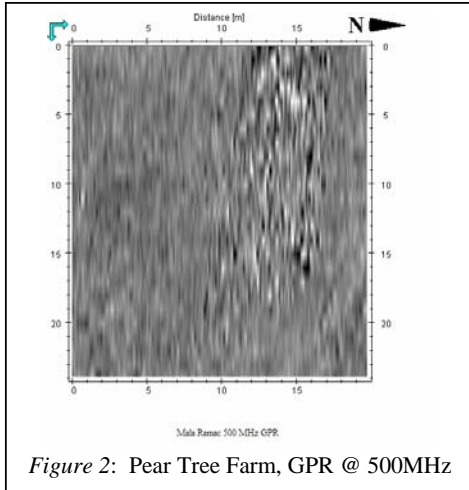 Distance [m]
N
0 5 10 15
0 0
5 5
10 10
15 15
20 20
0 5 10 15
Mala Ramac 500 MHz GPR
Figure 2: Pear Tree Farm, GPR @ 500MHz